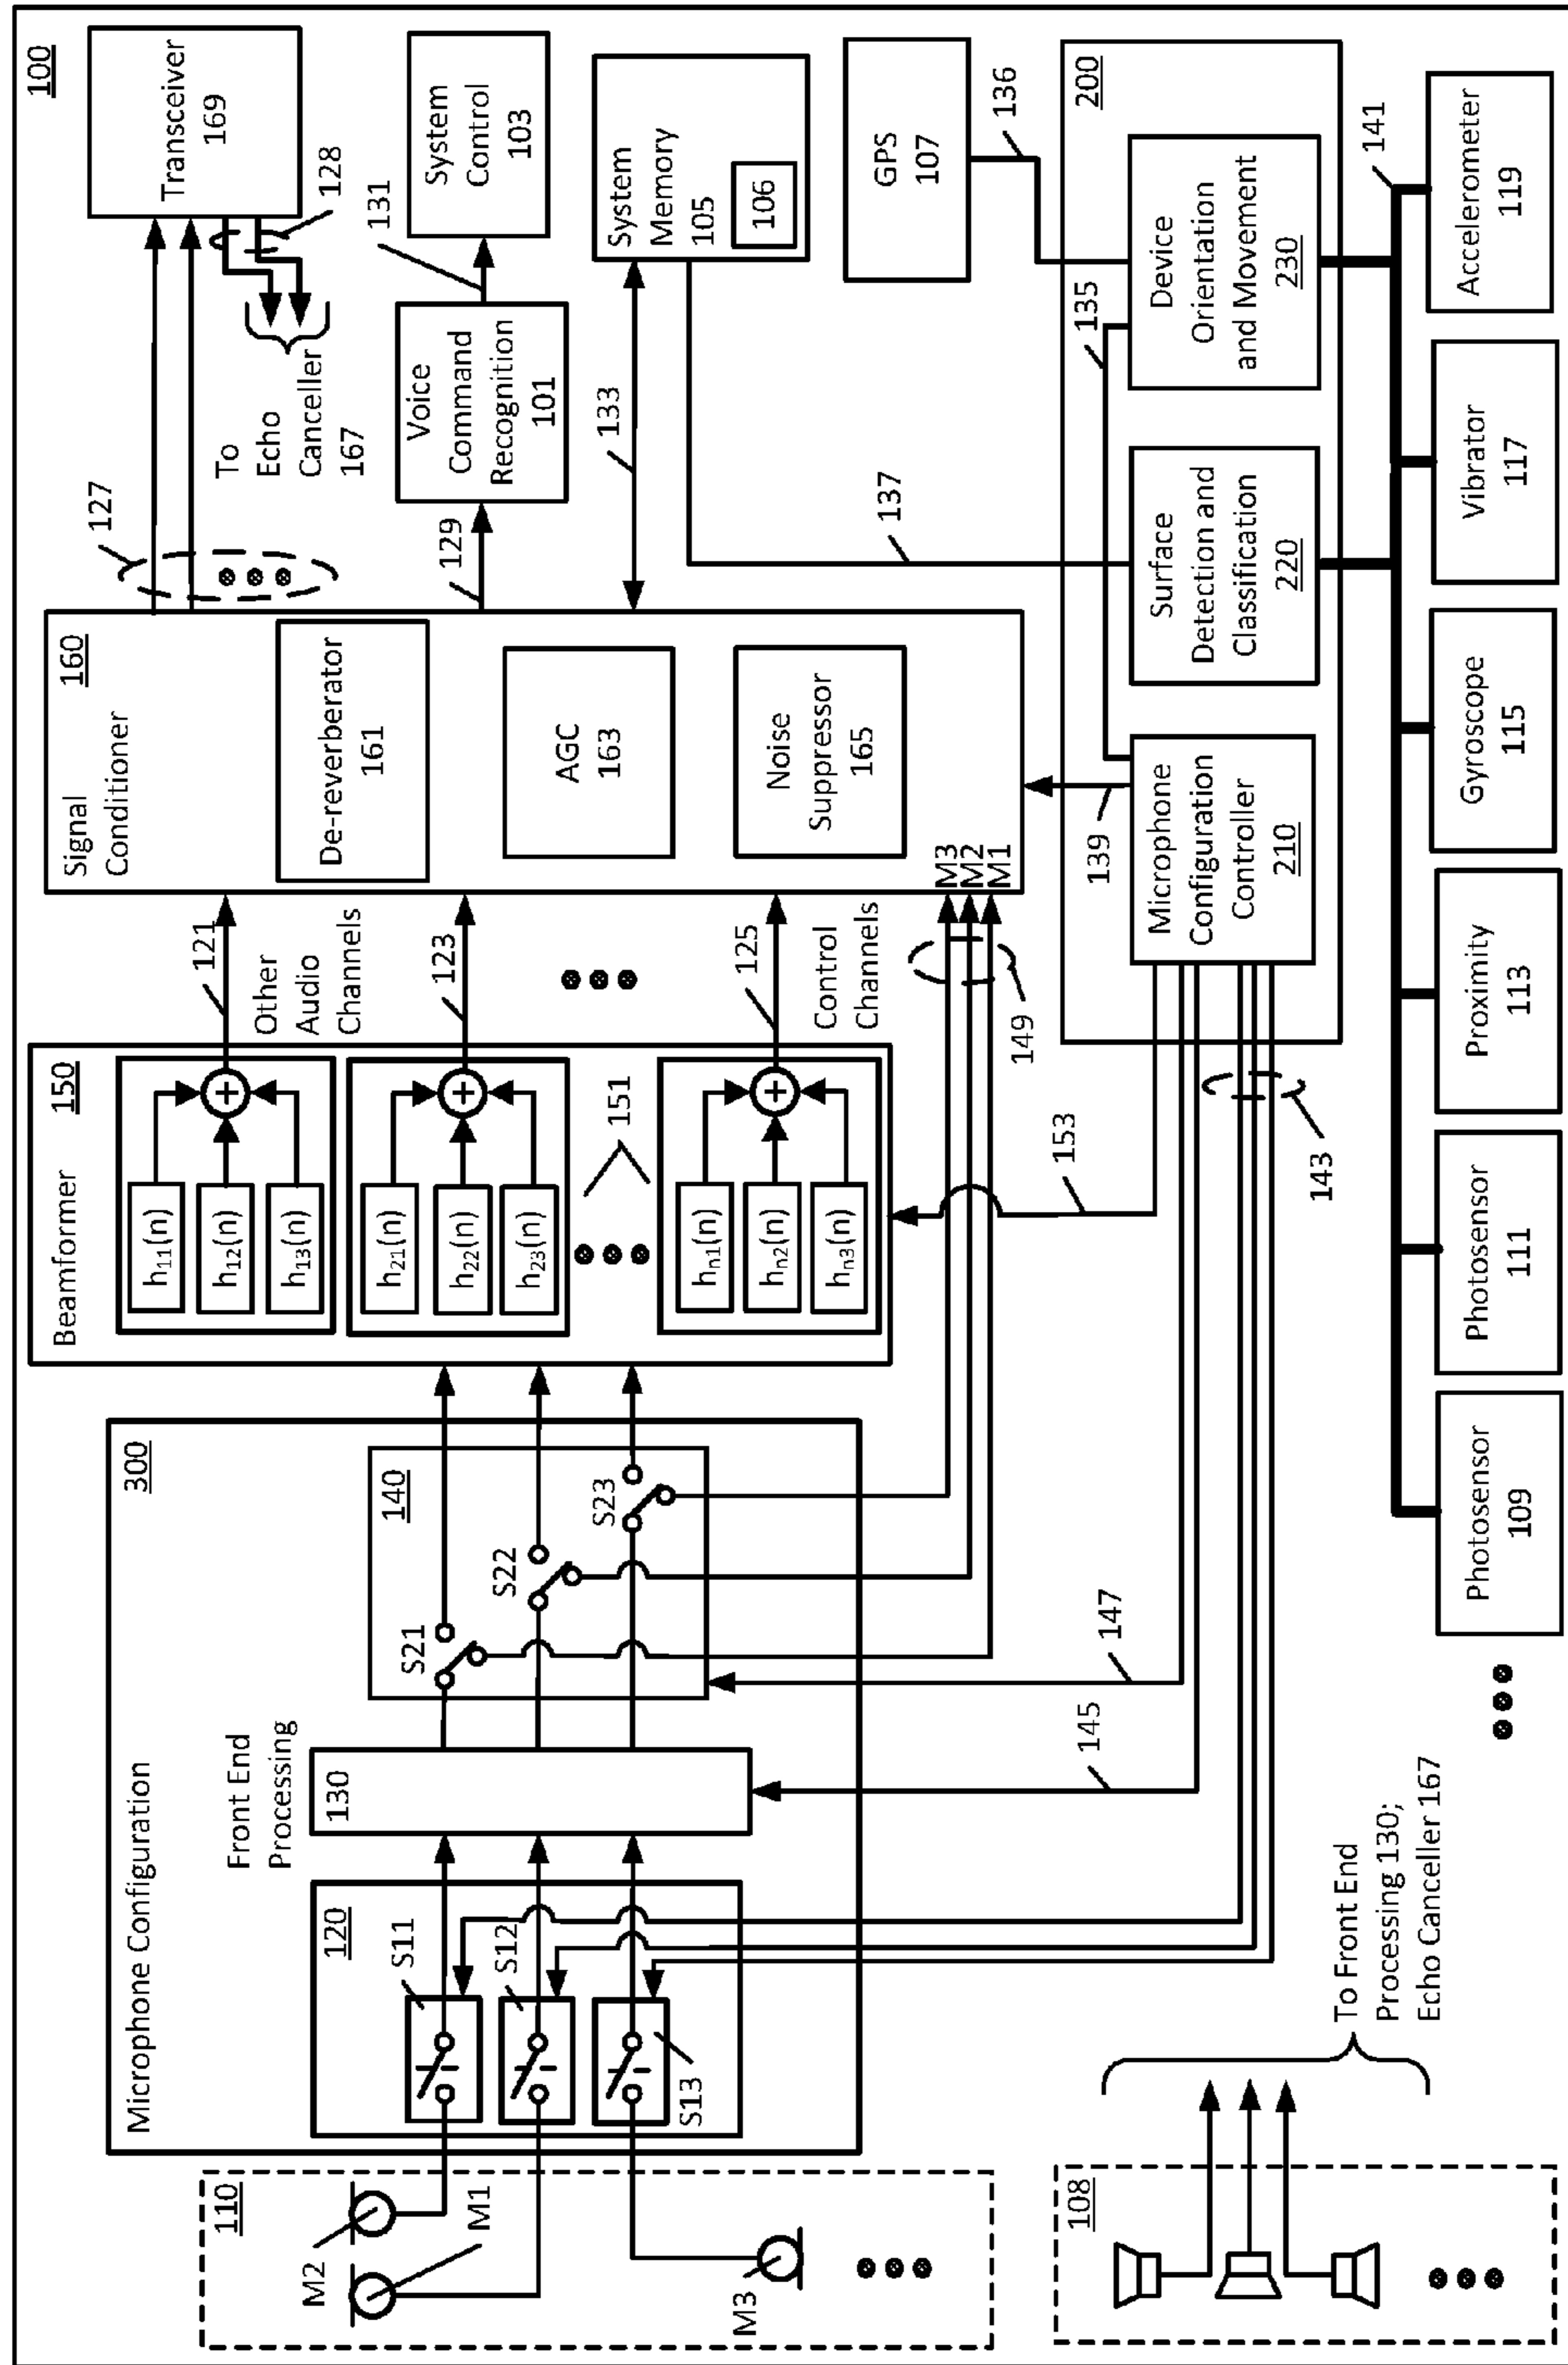 100
Microphone Configuration
300
110
M2
M1
M3
120
S11
S12
S13
Front End
Processing
130
140
S21
S22
S23
145
147
Beamformer
150
h11(n)
h12(n)
h13(n)
+
h21(n)
h22(n)
h23(n)
+
151
hn1(n)
hn2(n)
hn3(n)
+
153
121
Other
Audio
Channels
123
125
Control
Channels
149
Signal
Conditioner
160
De-reverberator
161
AGC
163
Noise
Suppressor
165
M3
M2
M1
127
Transceiver
169
128
To
Echo
Canceller
167
129
Voice
Command
Recognition
101
131
System
Control
103
133
System
Memory
105
106
137
GPS
107
136
139
135
200
Microphone
Configuration
Controller
210
Surface
Detection and
Classification
220
Device
Orientation
and Movement
230
143
141
108
To Front End
Processing 130;
Echo Canceller 167
Photosensor
109
Photosensor
111
Proximity
113
Gyroscope
115
Vibrator
117
Accelerometer
119